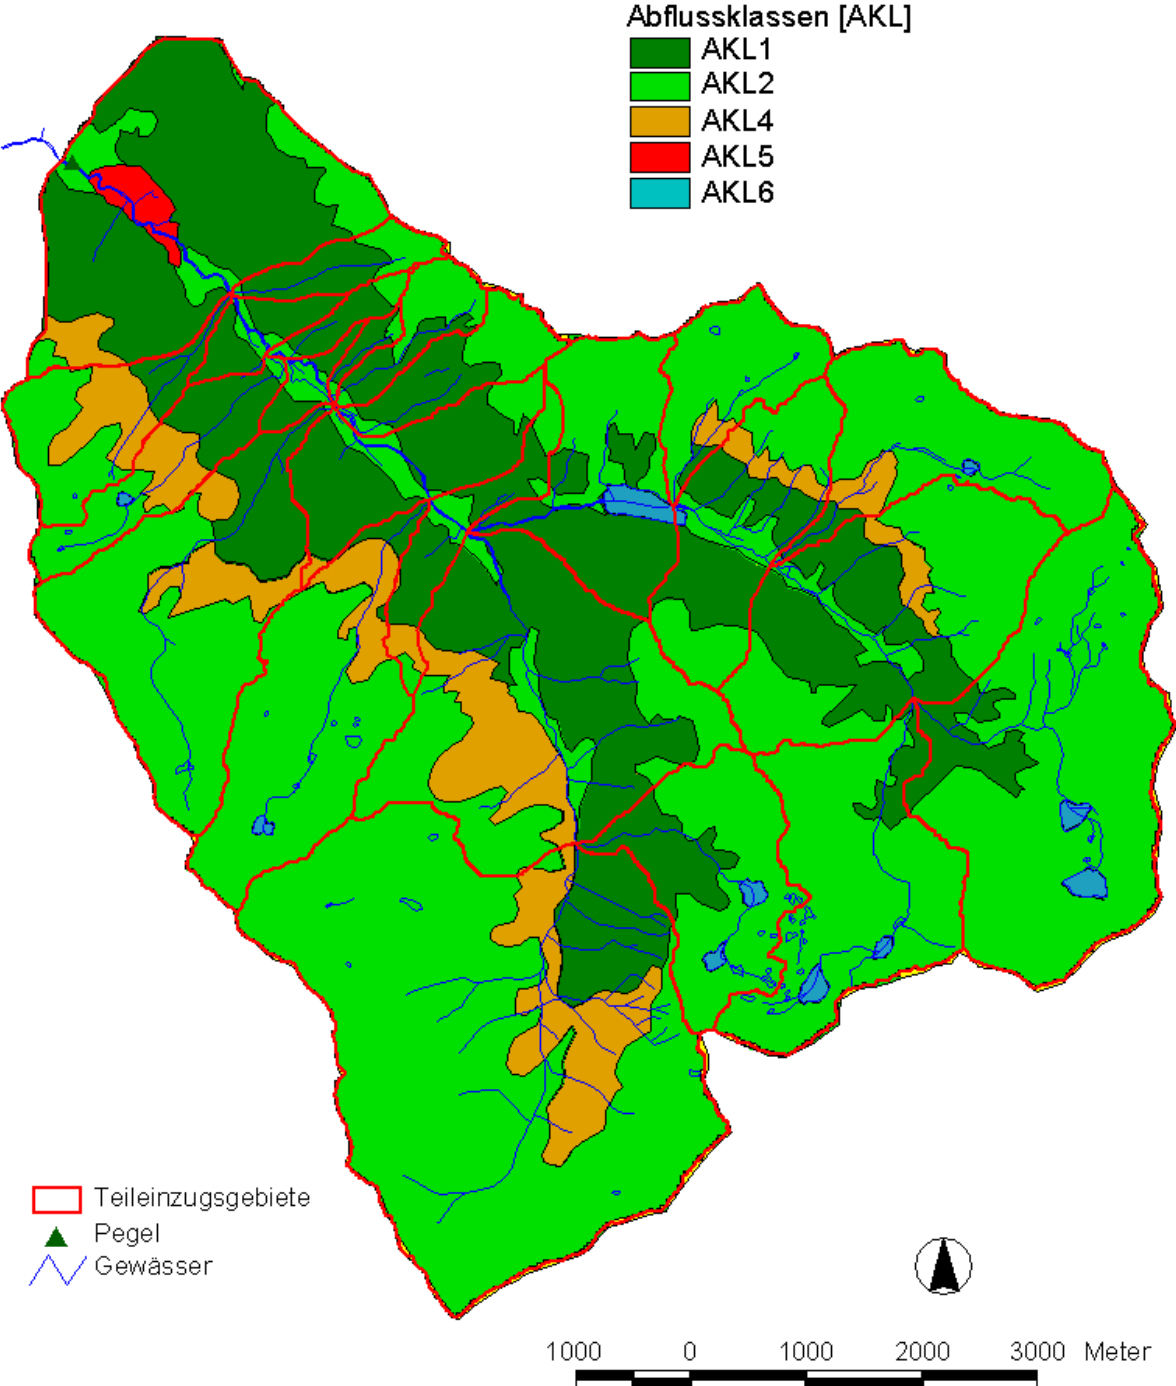 Abflussklassen [AKL]
AKL1
AKL2
AKL4
AKL5
AKL6
Teileinzugsgebiete
Pegel
Gewässer
1000 0 1000 2000 3000 Meter